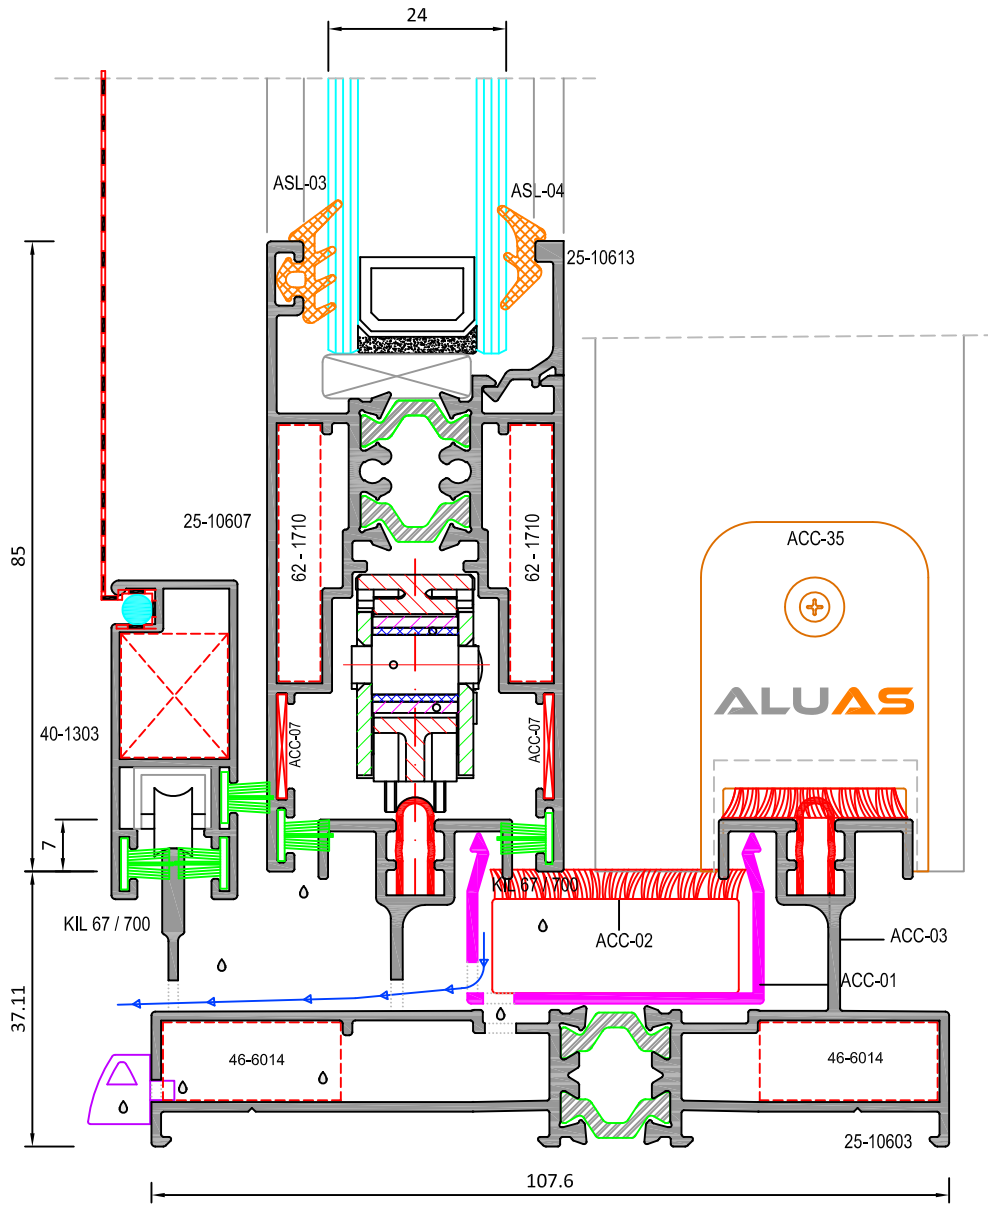 24
ASL-03
ASL-04
25-10613
25-10607
62 - 1710
62 - 1710
85
ACC-35
ALUAS
40-1303
ACC-07
ACC-07
7
KIL 67 / 700
KIL 67 / 700
ACC-02
ACC-03
ACC-01
37.11
46-6014
46-6014
25-10603
107.6